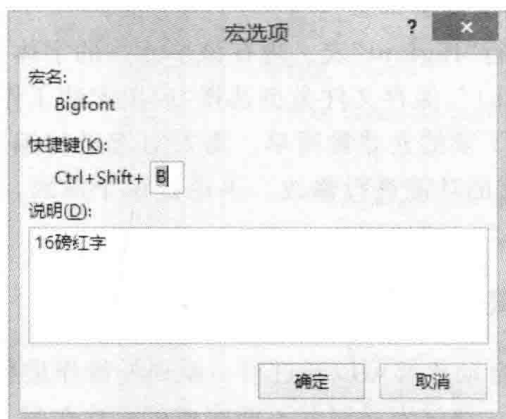 宏选项
? ×
宏名:
Bigfont
快捷键(K):
Ctrl+Shift+ B
说明(D):
16磅红字
确定 取消